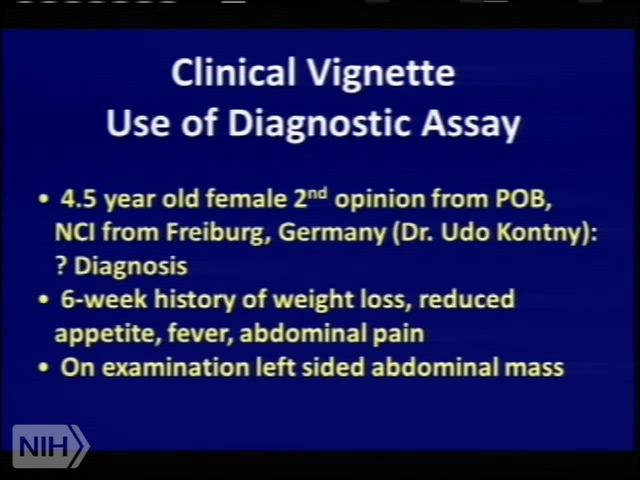 Clinical Vignette
Use of Diagnostic Assay
• 4.5 year old female 2nd opinion from POB,
NCI from Freiburg, Germany (Dr. Udo Kontny):
? Diagnosis
• 6-week history of weight loss, reduced
appetite, fever, abdominal pain
• On examination left sided abdominal mass
NIH